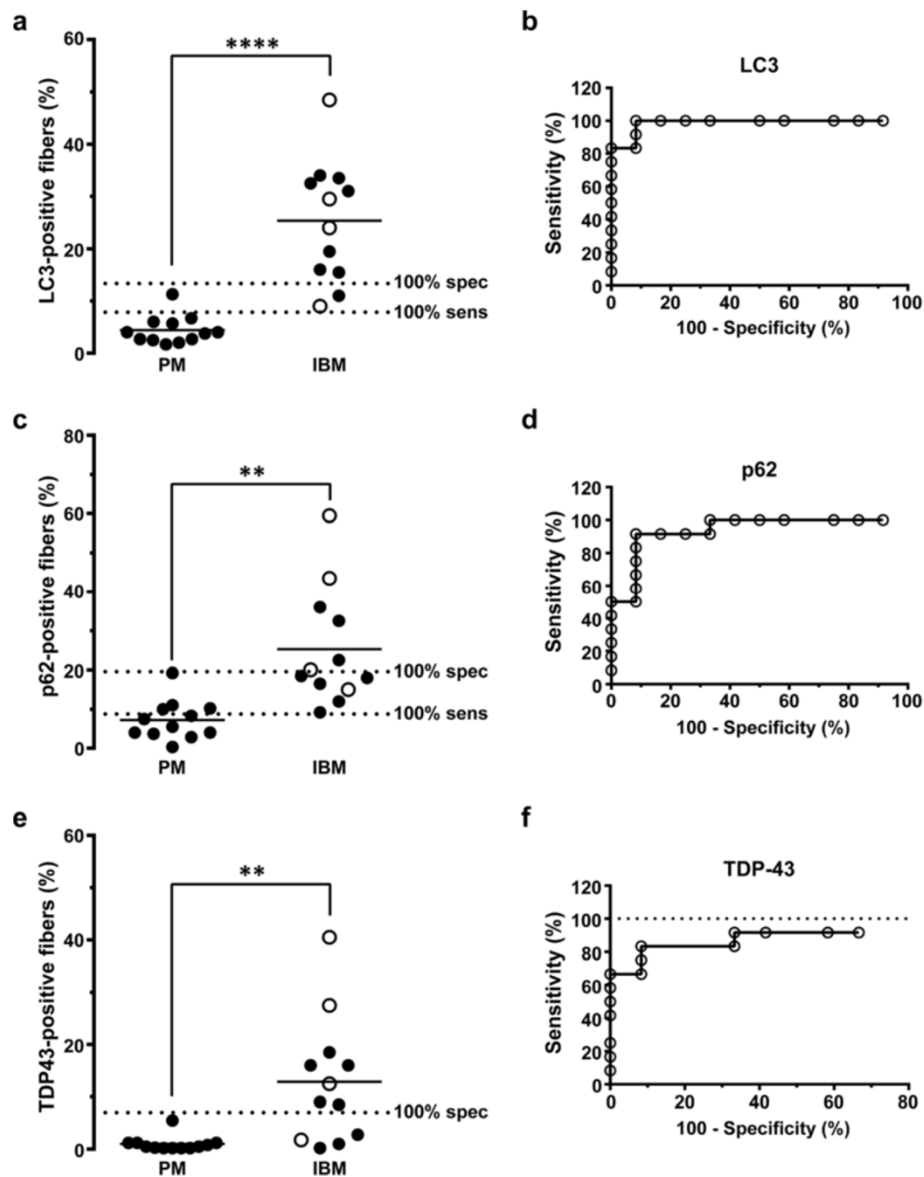 a
LC3-positive fibers (%)
60
40
20
0
****
100% spec
100% sens
PM IBM
b
LC3
Sensitivity (%)
120
100
80
60
40
20
0
0 20 40 60 80 100
100 - Specificity (%)
c
p62-positive fibers (%)
80
60
40
20
0
**
100% spec
100% sens
PM IBM
d
p62
Sensitivity (%)
120
100
80
60
40
20
0
0 20 40 60 80 100
100 - Specificity (%)
e
TDP43-positive fibers (%)
60
40
20
0
**
100% spec
PM IBM
f
TDP-43
Sensitivity (%)
120
100
80
60
40
20
0
0 20 40 60 80
100 - Specificity (%)